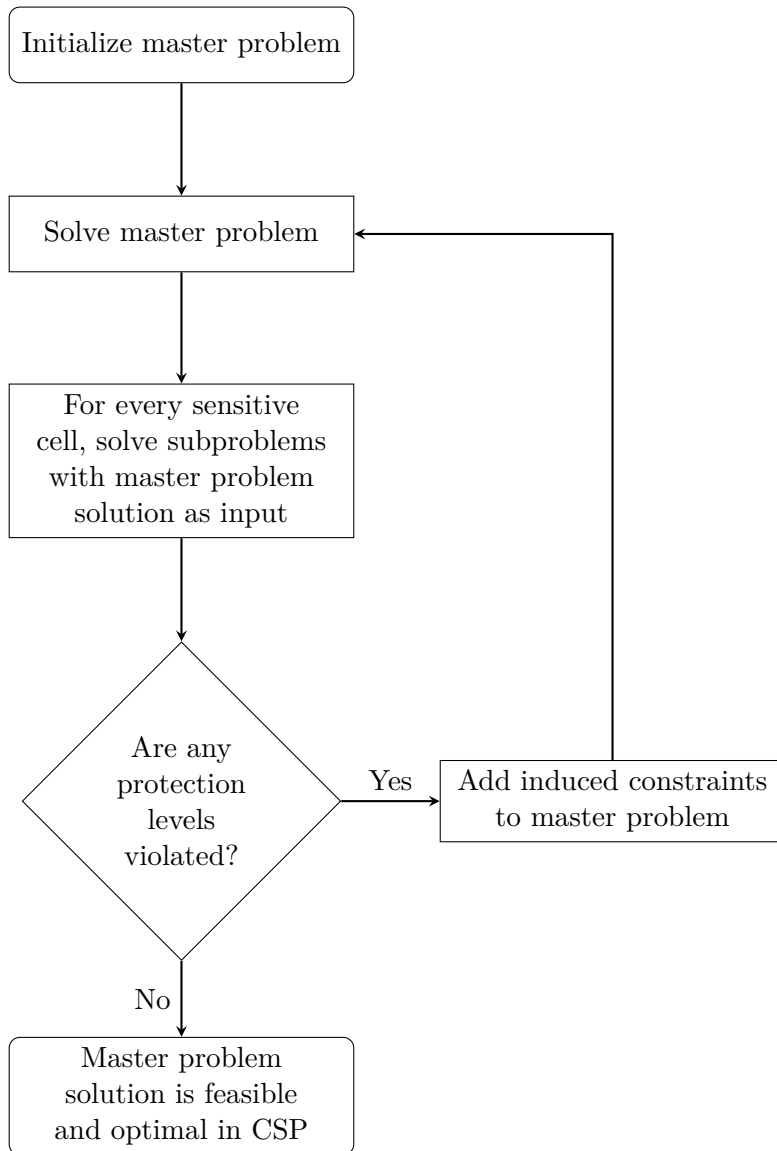 Initialize master problem
Solve master problem
For every sensitive
cell, solve subproblems
with master problem
solution as input
Are any
protection
levels
violated?
Yes
Add induced constraints
to master problem
No
Master problem
solution is feasible
and optimal in CSP